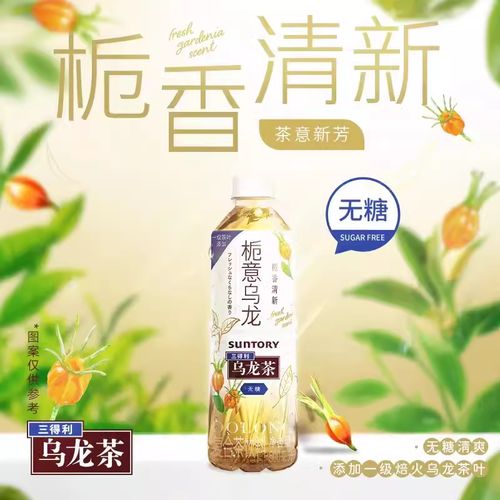 栀香清新
fresh
gardenia
scent
茶意新芳
无糖
SUGAR FREE
栀意乌龙
栀香清新
SUNTORY
三得利
乌龙茶
无糖
*图案仅供参考
三得利
乌龙茶
无糖清爽
添加一级焙火乌龙茶叶